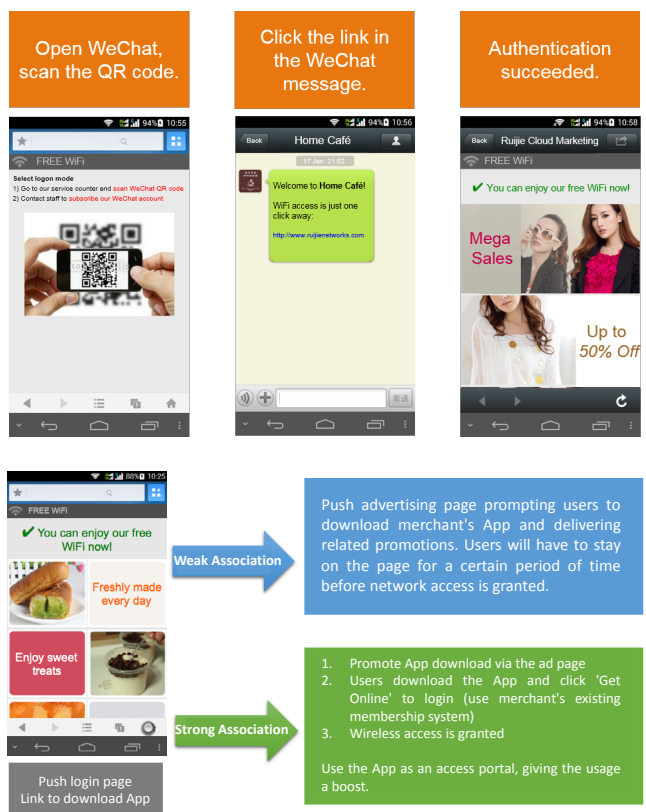 Open WeChat,
scan the QR code.
Click the link in
the WeChat
message.
Authentication
succeeded.
94% 10:55
FREE WiFi
Select logon mode
1) Go to our service counter and scan WeChat QR code
2) Contact staff to subscribe our WeChat account
94% 10:56
Back Home Café
17 Jan 21:02
Welcome to Home Café!
WiFi access is just one
click away:
http://www.ruijienetworks.com
发送
94% 10:58
Back Ruijie Cloud Marketing
FREE WiFi
✔ You can enjoy our free WiFi now!
Mega
Sales
Up to
50% Off
88% 10:25
FREE WIFI
✔ You can enjoy our free
WiFi now!
Freshly made
every day
Enjoy sweet
treats
Push login page
Link to download App
Weak Association
Push advertising page prompting users to
download merchant's App and delivering
related promotions. Users will have to stay
on the page for a certain period of time
before network access is granted.
Strong Association
1. Promote App download via the ad page
2. Users download the App and click 'Get
Online' to login (use merchant's existing
membership system)
3. Wireless access is granted
Use the App as an access portal, giving the usage
a boost.